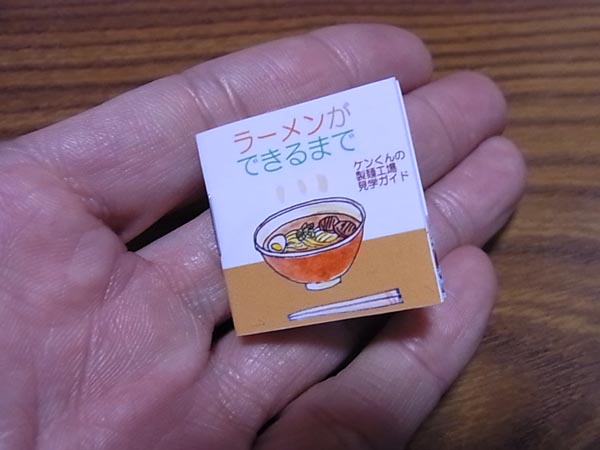 ラーメンが
できるまで
ケンくんの
製麺工場
見学ガイド